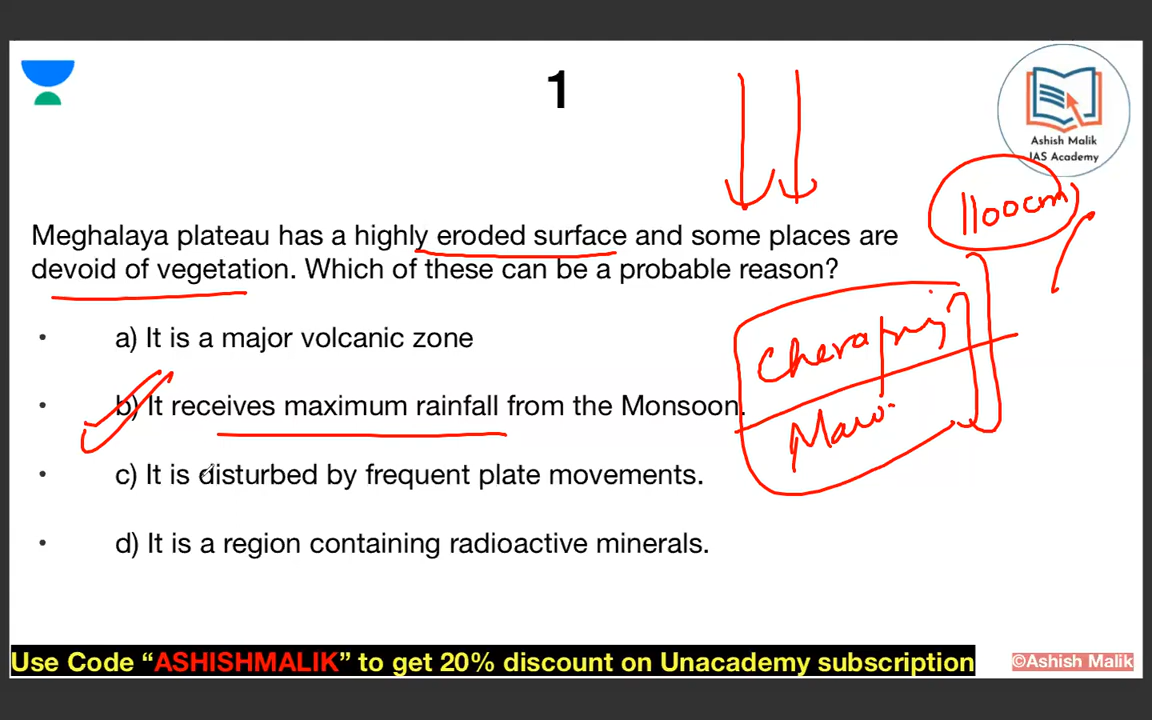 1
Ashish Malik
IAS Academy
1100cm
Meghalaya plateau has a highly eroded surface and some places are
devoid of vegetation. Which of these can be a probable reason?
• a) It is a major volcanic zone
• b) It receives maximum rainfall from the Monsoon.
• c) It is disturbed by frequent plate movements.
• d) It is a region containing radioactive minerals.
Use Code “ASHISHMALIK” to get 20% discount on Unacademy subscription
©Ashish Malik